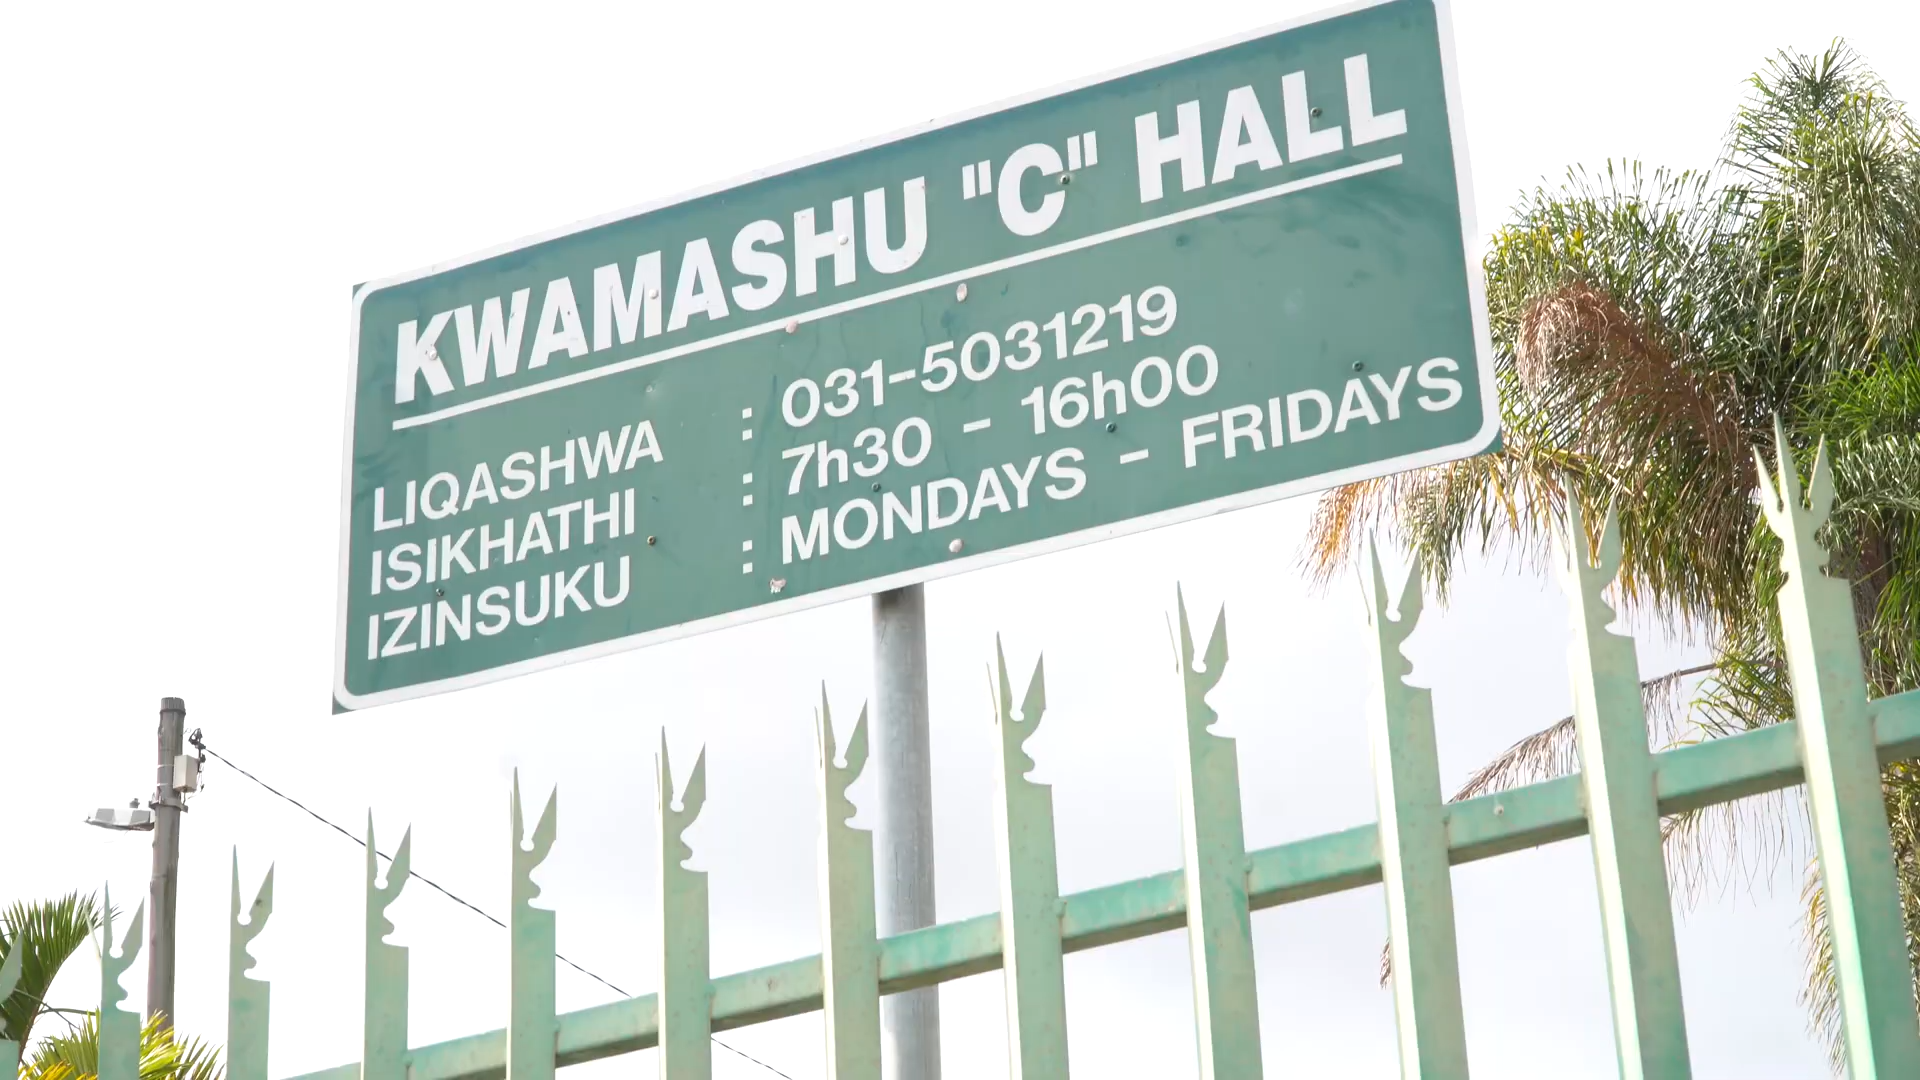 KWAMASHU "C" HALL
LIQASHWA : 031-5031219
ISIKHATHI : 7h30 - 16h00
IZINSUKU : MONDAYS - FRIDAYS